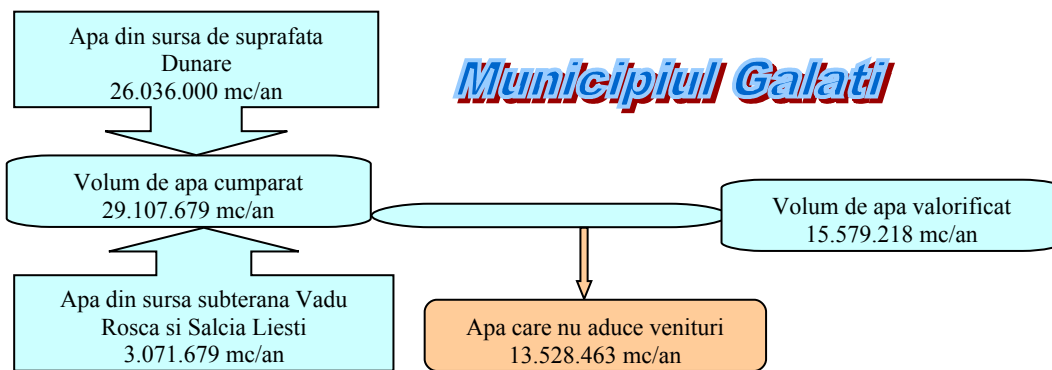 Apa din sursa de suprafata
Dunare
26.036.000 mc/an
Municipiul Galati
Volum de apa cumparat
29.107.679 mc/an
Volum de apa valorificat
15.579.218 mc/an
Apa din sursa subterana Vadu
Rosca si Salcia Liesti
3.071.679 mc/an
Apa care nu aduce venituri
13.528.463 mc/an